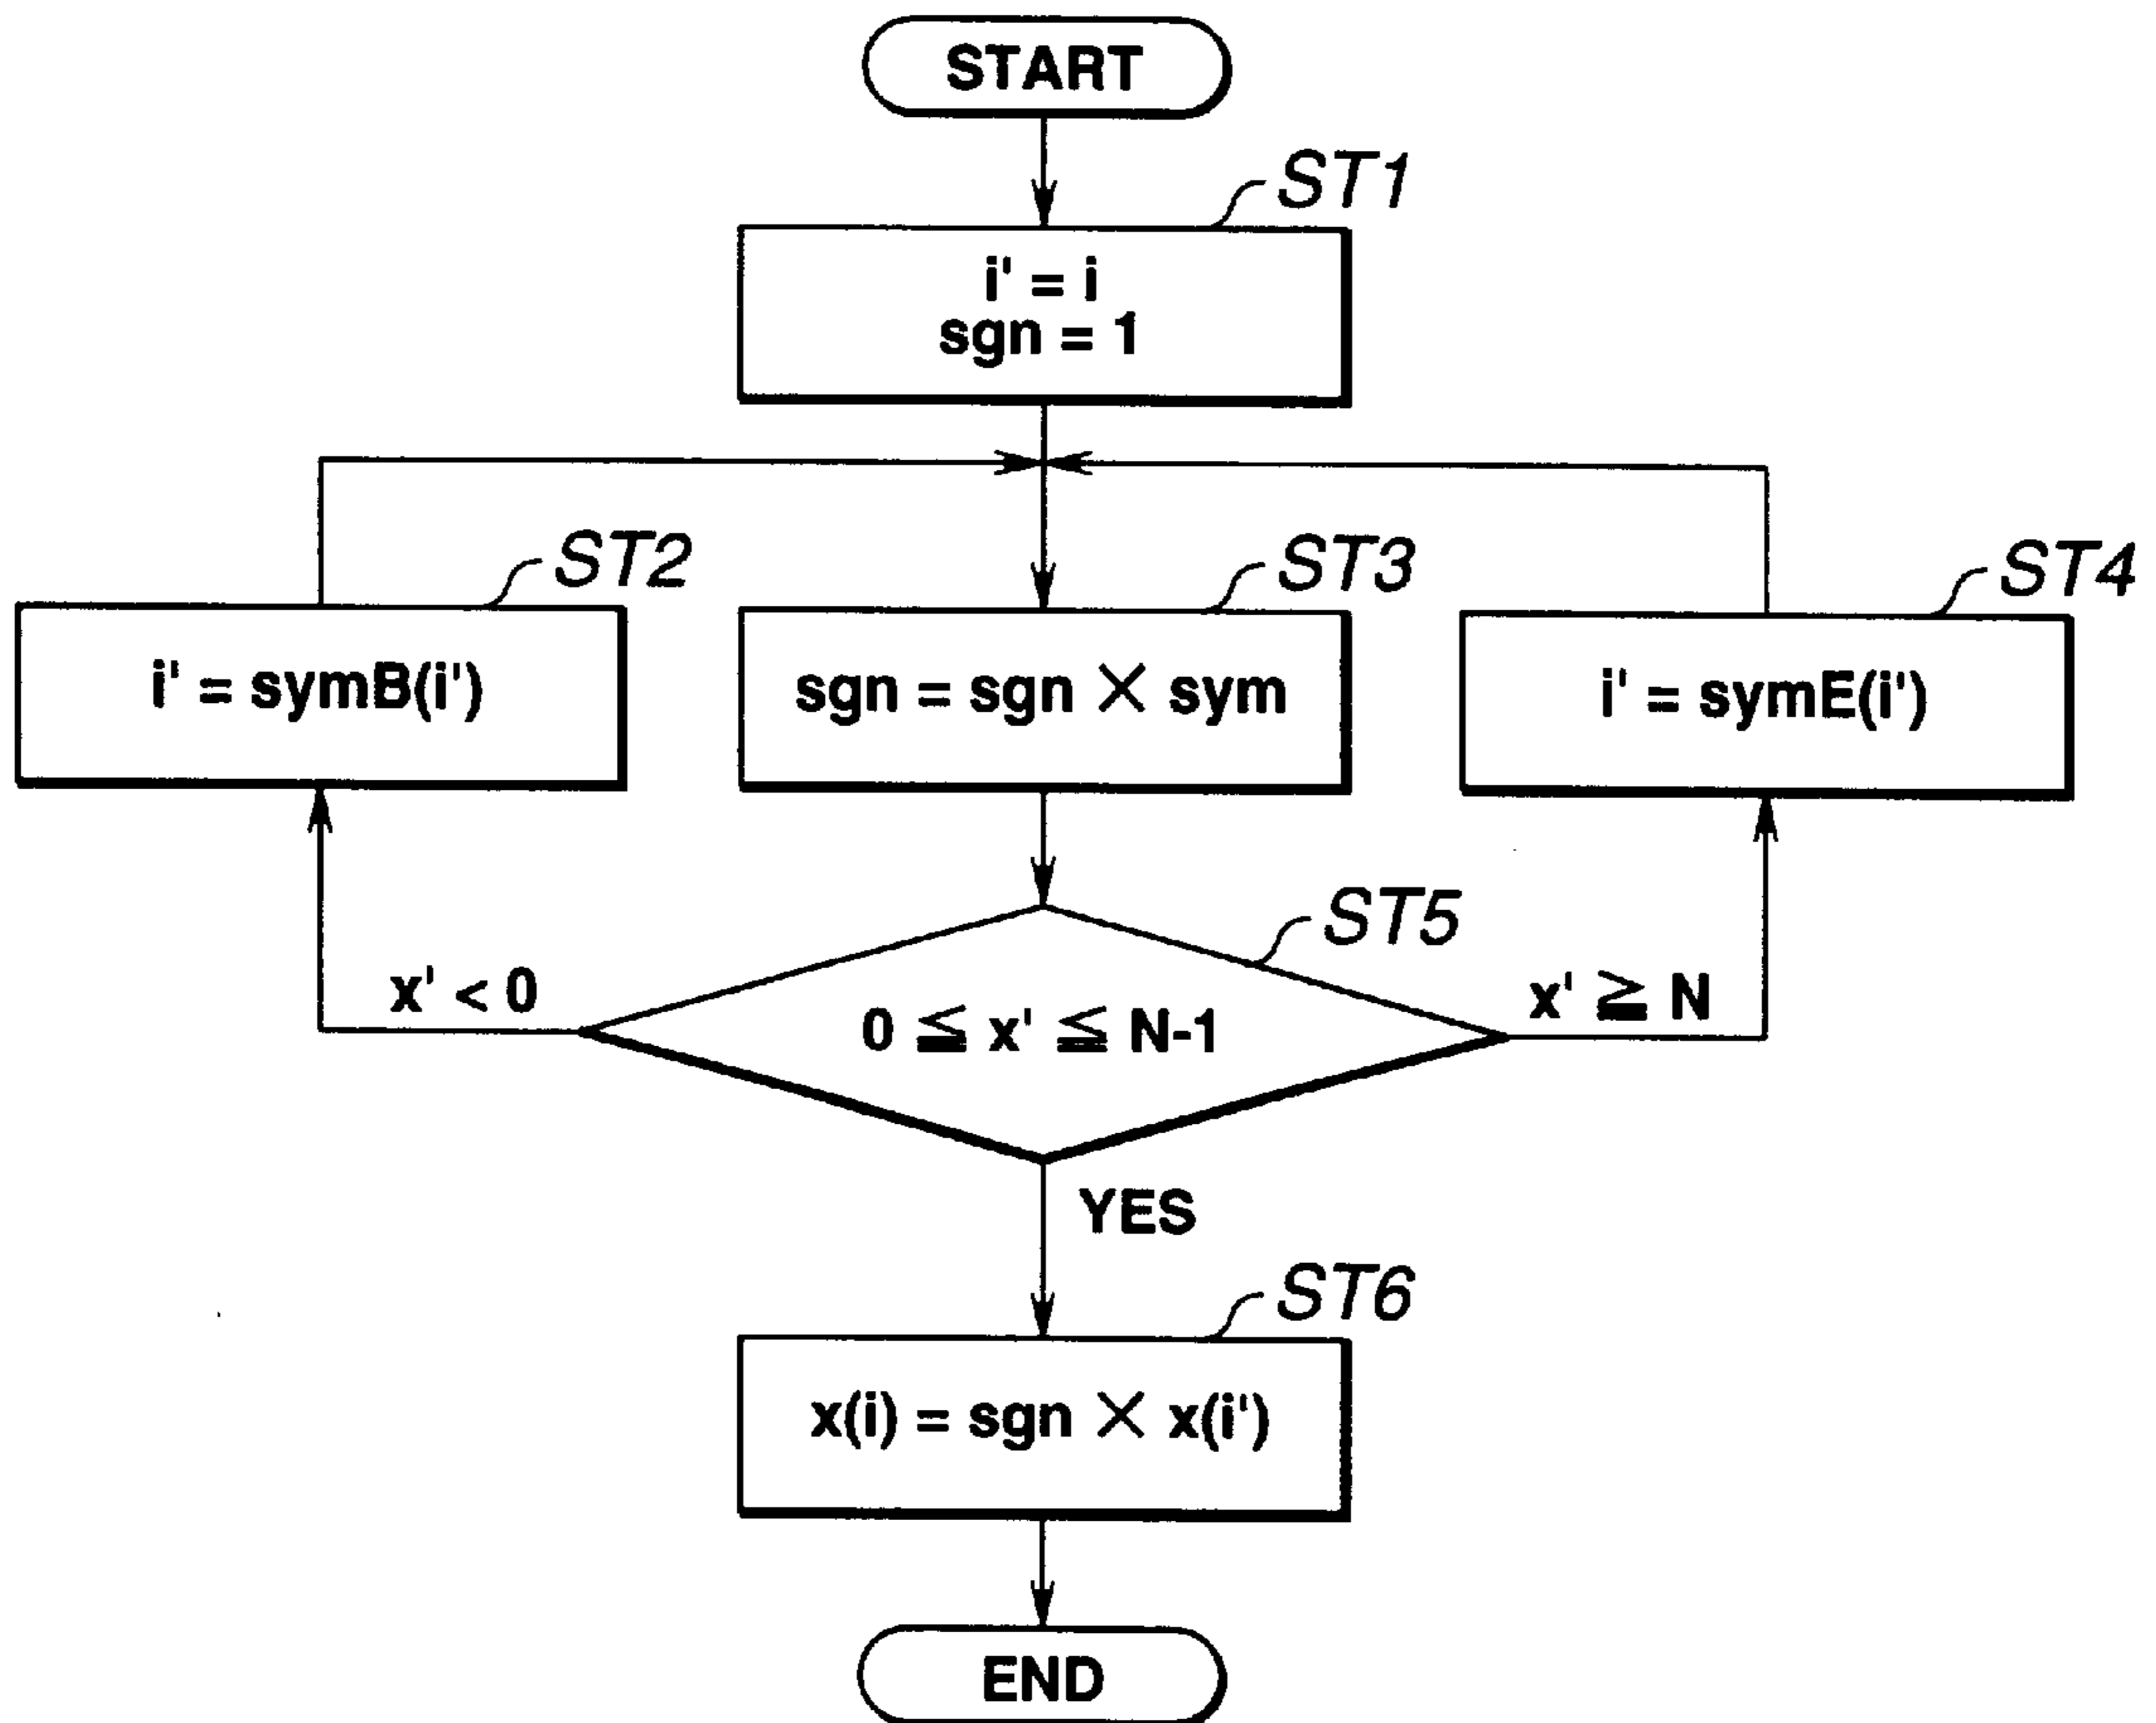 START
ST1
i' = i
sgn = 1
ST2
ST3
ST4
i' = symB(i')
sgn = sgn × sym
i' = symE(i')
ST5
x' < 0
0 ≦ x' ≦ N-1
x' ≧ N
YES
ST6
x(i) = sgn × x(i')
END